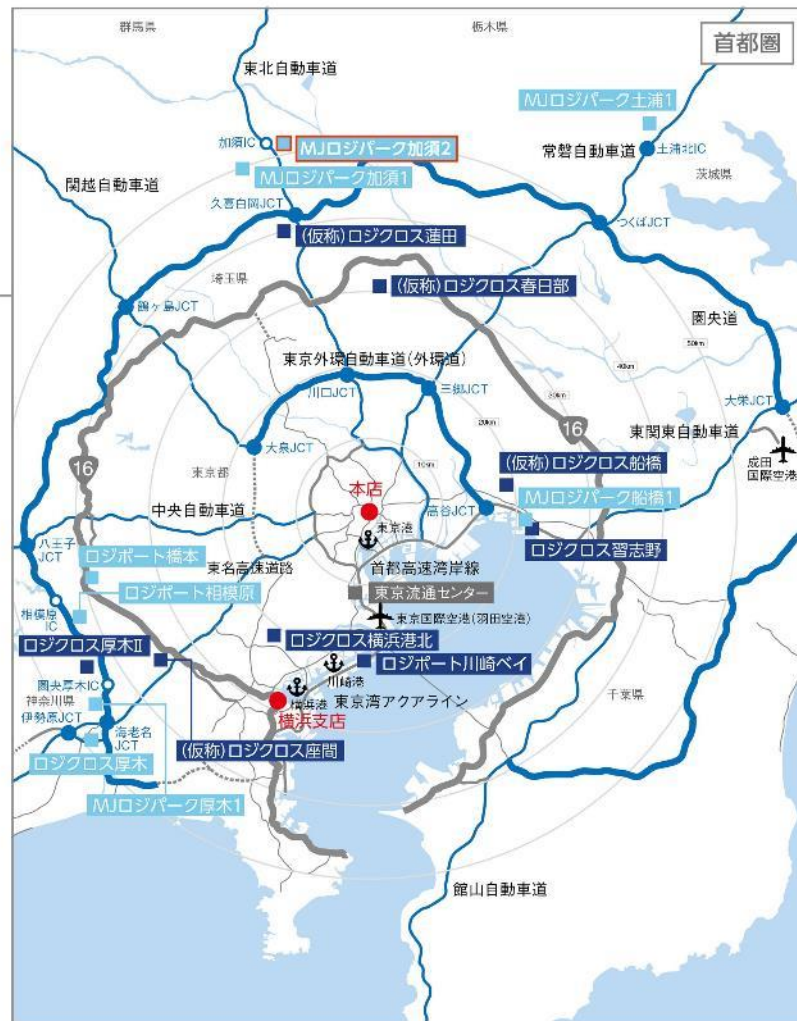 群馬県
栃木県
首都圏
東北自動車道
MJロジパーク土浦1
加須IC
MJロジパーク加須2
常磐自動車道
土浦北IC
関越自動車道
MJロジパーク加須1
茨城県
久喜白岡JCT
つくばJCT
(仮称)ロジクロス蓮田
埼玉県
(仮称)ロジクロス春日部
鶴ヶ島JCT
圏央道
50km
東京外環自動車道(外環道)
40km
川口JCT
三郷JCT
30km
大栄JCT
20km
東関東自動車道
16
大泉JCT
成田
国際空港
16
東京都
10km
(仮称)ロジクロス船橋
本店
MJロジパーク船橋1
中央自動車道
高谷JCT
東京港
ロジクロス習志野
八王子
JCT
ロジポート橋本
東名高速道路
首都高速湾岸線
ロジポート相模原
東京流通センター
相模原
IC
東京国際空港(羽田空港)
ロジクロス横浜港北
ロジクロス厚木Ⅱ
ロジポート川崎ベイ
川崎港
圏央厚木IC
神奈川県
横浜港
東京湾アクアライン
千葉県
伊勢原JCT
海老名
JCT
横浜支店
(仮称)ロジクロス座間
ロジクロス厚木
MJロジパーク厚木1
館山自動車道